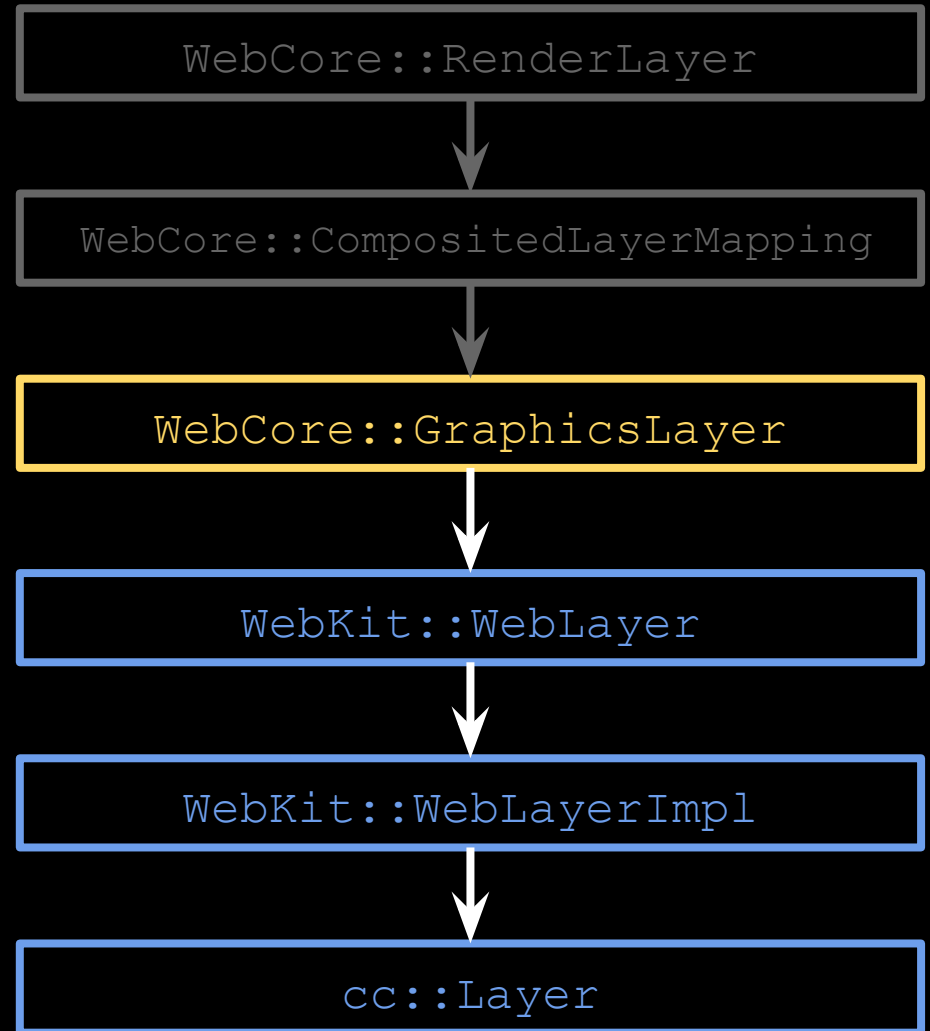 WebCore::RenderLayer
WebCore::CompositedLayerMapping
WebCore::GraphicsLayer
WebKit::WebLayer
WebKit::WebLayerImpl
cc::Layer